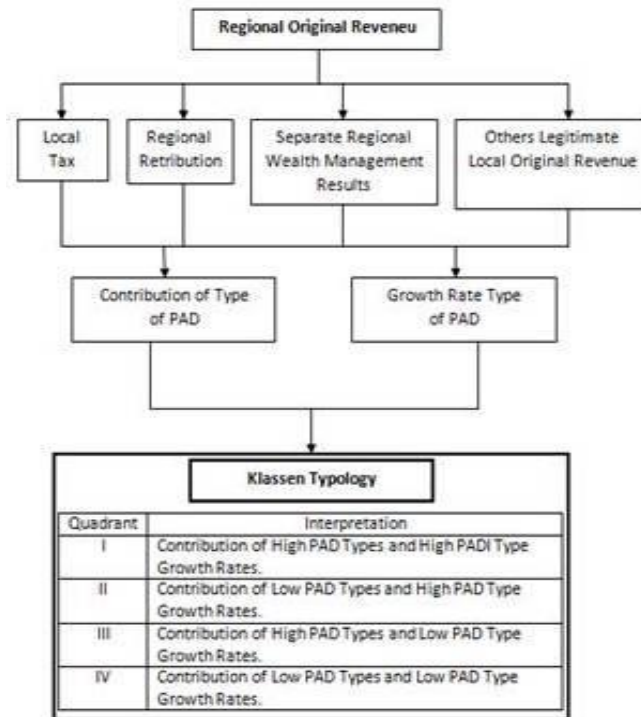 Regional Original Reveneu
Local
Tax
Regional
Retribution
Separate Regional
Wealth Management
Results
Others Legitimate
Local Original Revenue
Contribution of Type
of PAD
Growth Rate Type
of PAD
Klassen Typology
Quadrant Interpretation
I Contribution of High PAD Types and High PADI Type
Growth Rates.
II Contribution of Low PAD Types and High PAD Type
Growth Rates.
III Contribution of High PAD Types and Low PAD Type
Growth Rates.
IV Contribution of Low PAD Types and Low PAD Type
Growth Rates.